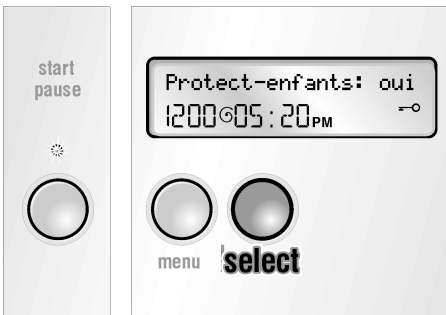 start
pause
Protect-enfants: oui
1200 05:20PM
menu
select